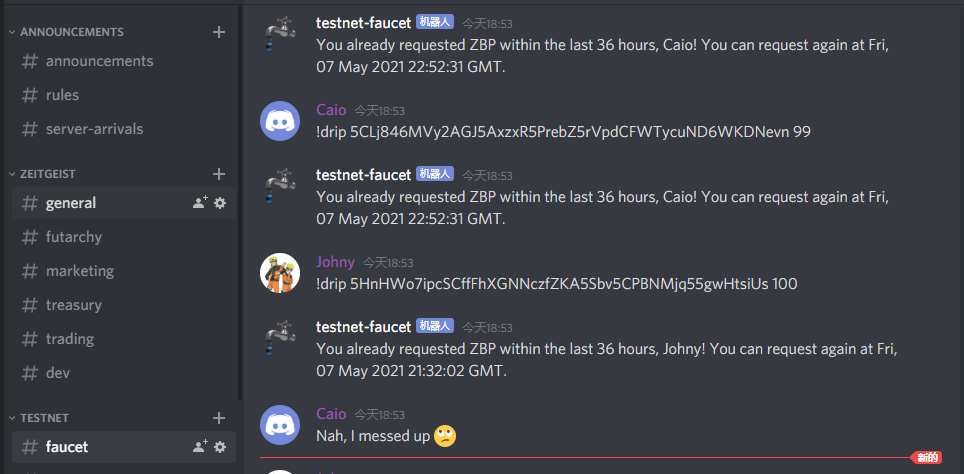 ANNOUNCEMENTS
announcements
rules
server-arrivals
ZEITGEIST
general
futarchy
marketing
treasury
trading
dev
TESTNET
faucet
testnet-faucet 机器人 今天18:53
You already requested ZBP within the last 36 hours, Caio! You can request again at Fri,
07 May 2021 22:52:31 GMT.
Caio 今天18:53
!drip 5CLj846MVy2AGJ5AxzxR5PrebZ5rVpdCFWTycuND6WKDNevn 99
testnet-faucet 机器人 今天18:53
You already requested ZBP within the last 36 hours, Caio! You can request again at Fri,
07 May 2021 22:52:31 GMT.
Johny 今天18:53
!drip 5HnHWo7ipcSCffFhXGNNczfZKA5Sbv5CPBNMjq55gwHtsiUs 100
testnet-faucet 机器人 今天18:53
You already requested ZBP within the last 36 hours, Johny! You can request again at Fri,
07 May 2021 21:32:02 GMT.
Caio 今天18:53
Nah, I messed up 🙄
新的